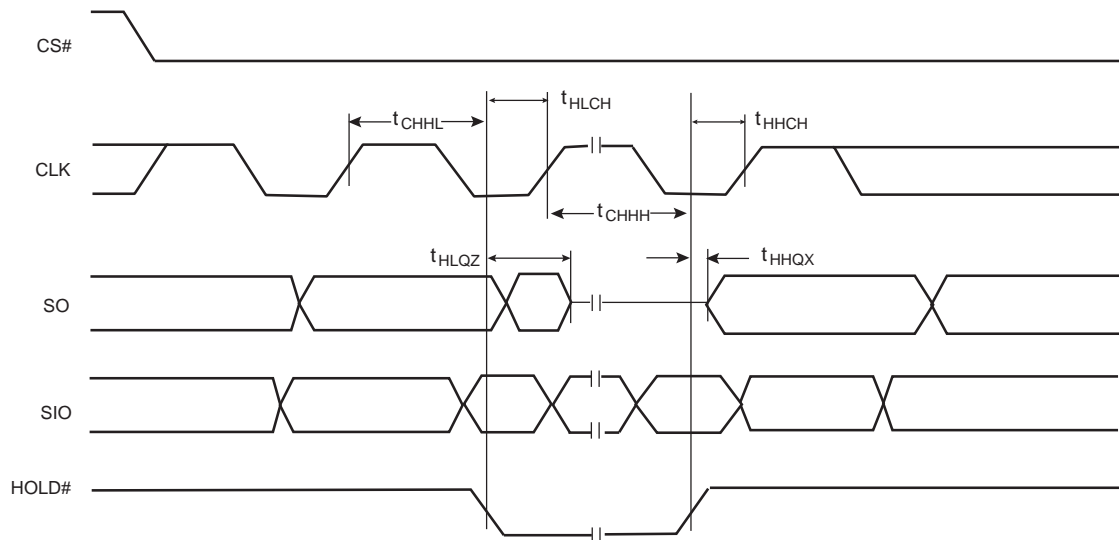 CS#
tHLCH
tCHHL
tHHCH
CLK
tCHHH
tHLQZ
tHHQX
SO
SIO
HOLD#